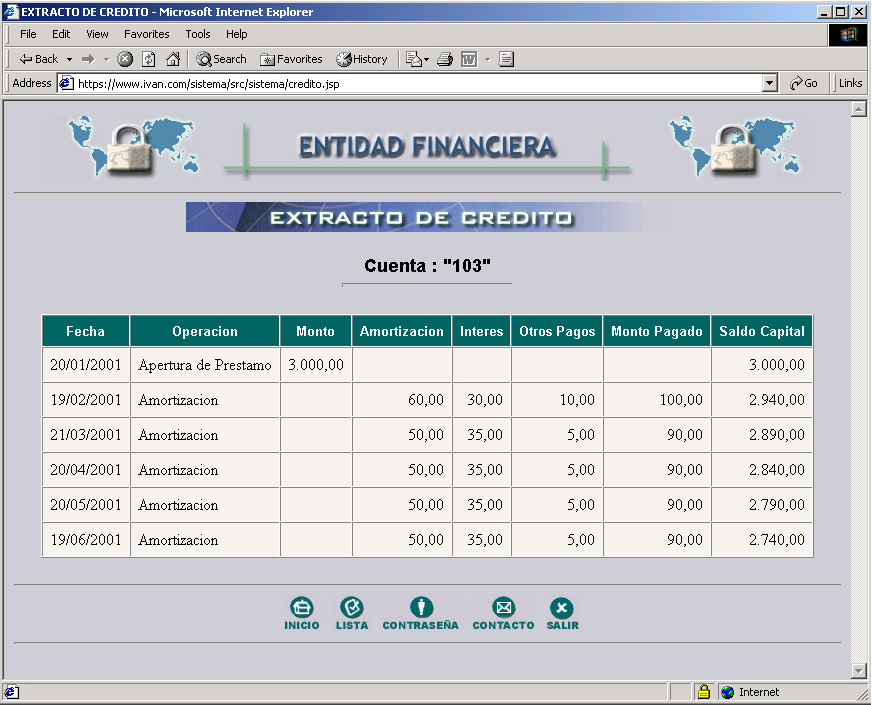 EXTRACTO DE CREDITO - Microsoft Internet Explorer
File Edit View Favorites Tools Help
Back Search Favorites History
Address https://www.ivan.com/sistema/src/sistema/credito.jsp Go Links
ENTIDAD FINANCIERA
EXTRACTO DE CREDITO
Cuenta : "103"
Fecha Operacion Monto Amortizacion Interes Otros Pagos Monto Pagado Saldo Capital
20/01/2001 Apertura de Prestamo 3.000,00 3.000,00
19/02/2001 Amortizacion 60,00 30,00 10,00 100,00 2.940,00
21/03/2001 Amortizacion 50,00 35,00 5,00 90,00 2.890,00
20/04/2001 Amortizacion 50,00 35,00 5,00 90,00 2.840,00
20/05/2001 Amortizacion 50,00 35,00 5,00 90,00 2.790,00
19/06/2001 Amortizacion 50,00 35,00 5,00 90,00 2.740,00
INICIO LISTA CONTRASEÑA CONTACTO SALIR
Internet